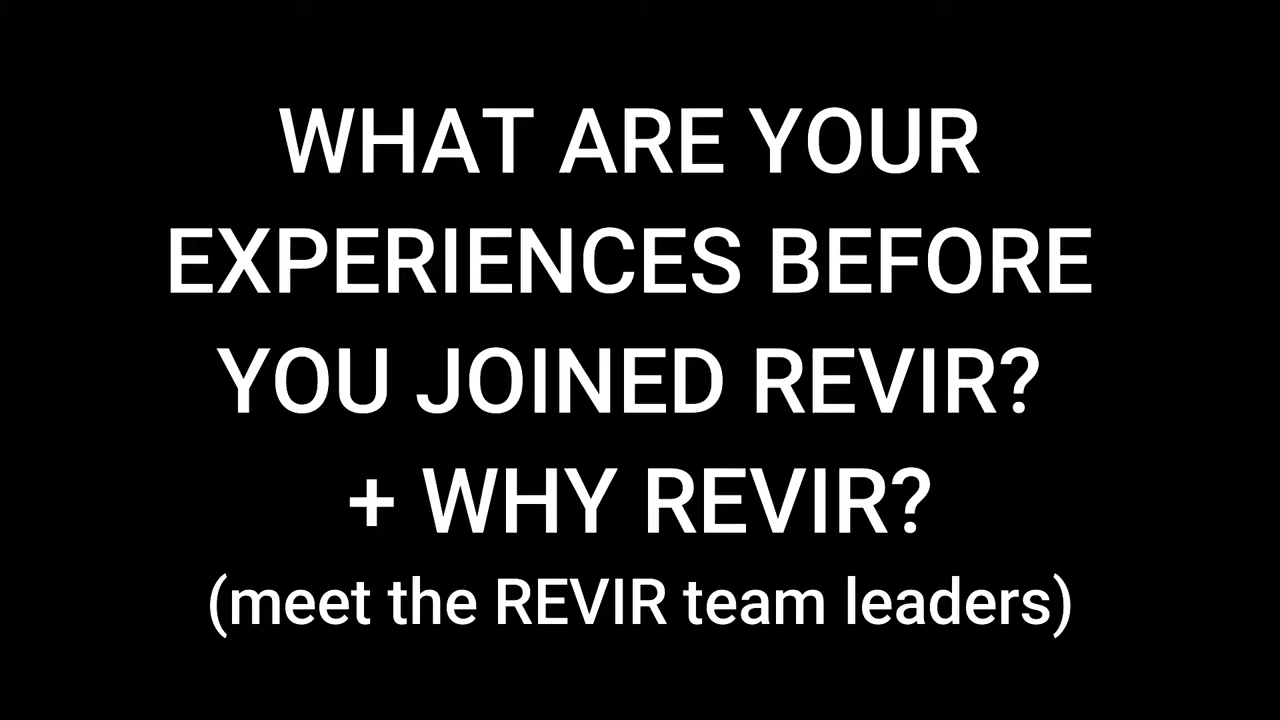 WHAT ARE YOUR
EXPERIENCES BEFORE
YOU JOINED REVIR?
+ WHY REVIR?
(meet the REVIR team leaders)